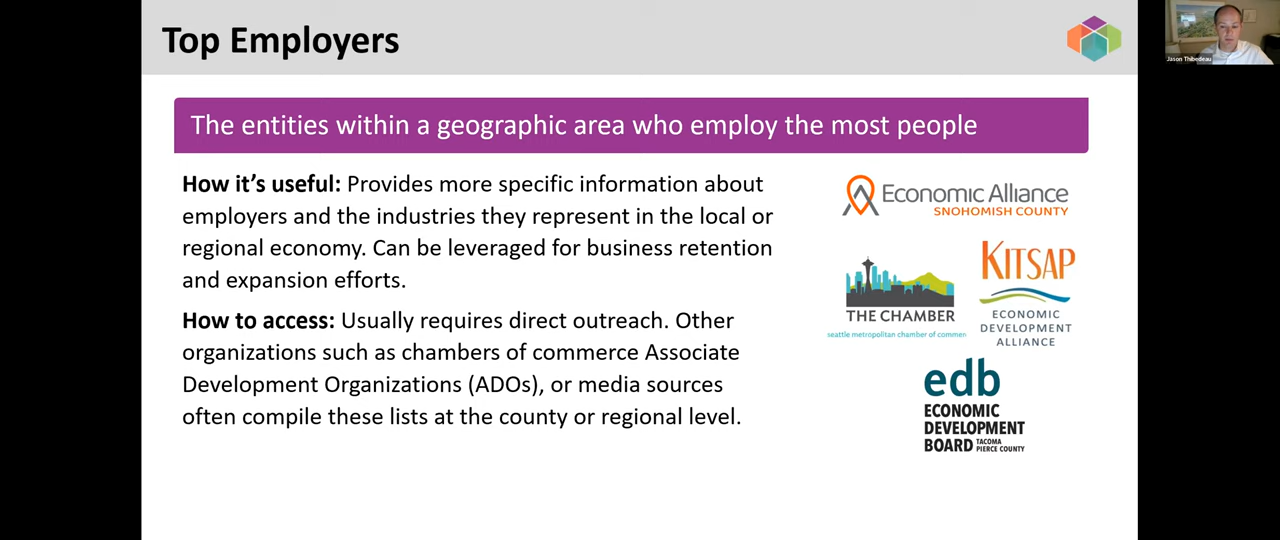 Top Employers
The entities within a geographic area who employ the most people
How it's useful: Provides more specific information about
employers and the industries they represent in the local or
regional economy. Can be leveraged for business retention
and expansion efforts.
How to access: Usually requires direct outreach. Other
organizations such as chambers of commerce Associate
Development Organizations (ADOs), or media sources
often compile these lists at the county or regional level.
Economic Alliance
SNOHOMISH COUNTY
THE CHAMBER
seattle metropolitan chamber of commen
KITSAP
ECONOMIC
DEVELOPMENT
ALLIANCE
edb
ECONOMIC
DEVELOPMENT
BOARD TACOMA
PIERCE COUNTY
Jason Thibedeau